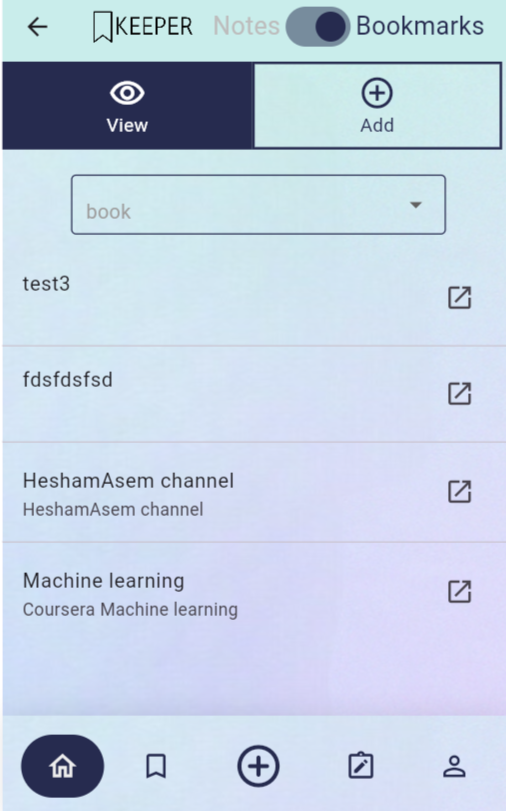 KEEPER Notes Bookmarks
View Add
book
test3
fdsfdsfsd
HeshamAsem channel
HeshamAsem channel
Machine learning
Coursera Machine learning